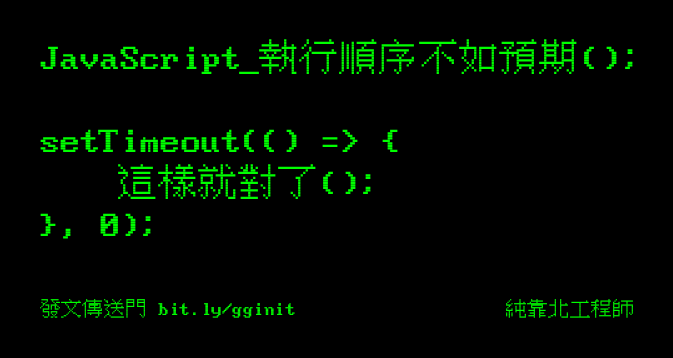 JavaScript_執行順序不如預期();
setTimeout(() => {
    這樣就對了();
}, 0);
發文傳送門 bit.ly/gginit
純靠北工程師